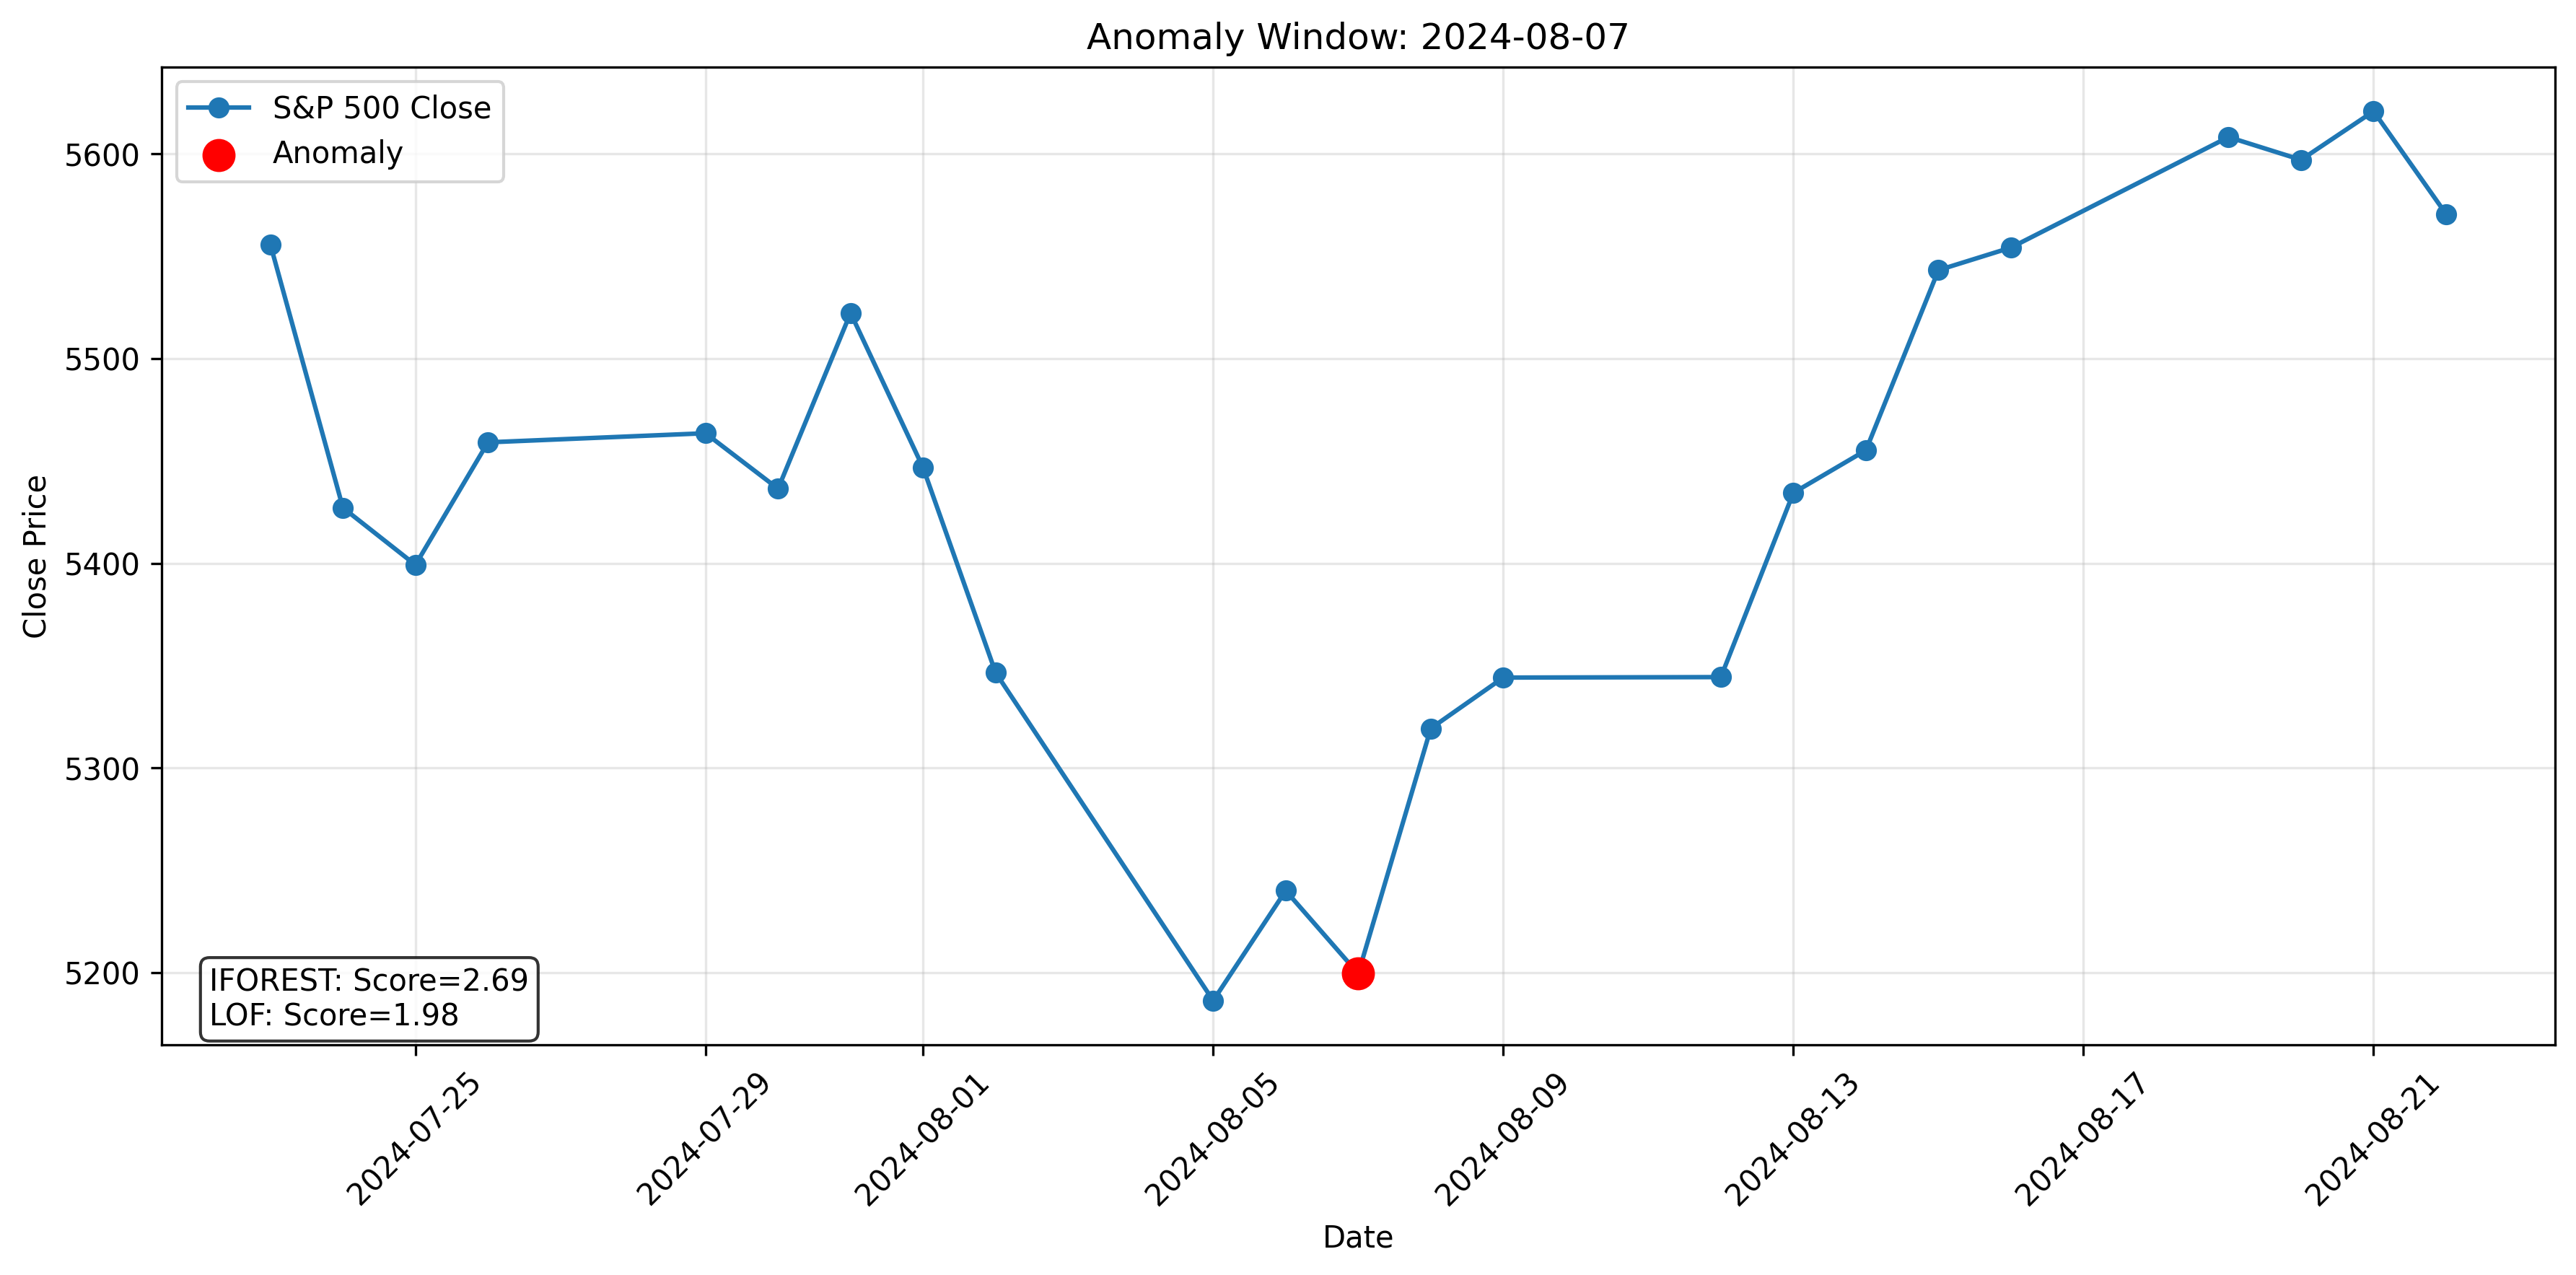 Anomaly Window: 2024-08-07
S&P 500 Close
Anomaly
5600
5500
5400
5300
5200
Close Price
IFOREST: Score=2.69
LOF: Score=1.98
2024-07-25
2024-07-29
2024-08-01
2024-08-05
2024-08-09
2024-08-13
2024-08-17
2024-08-21
Date